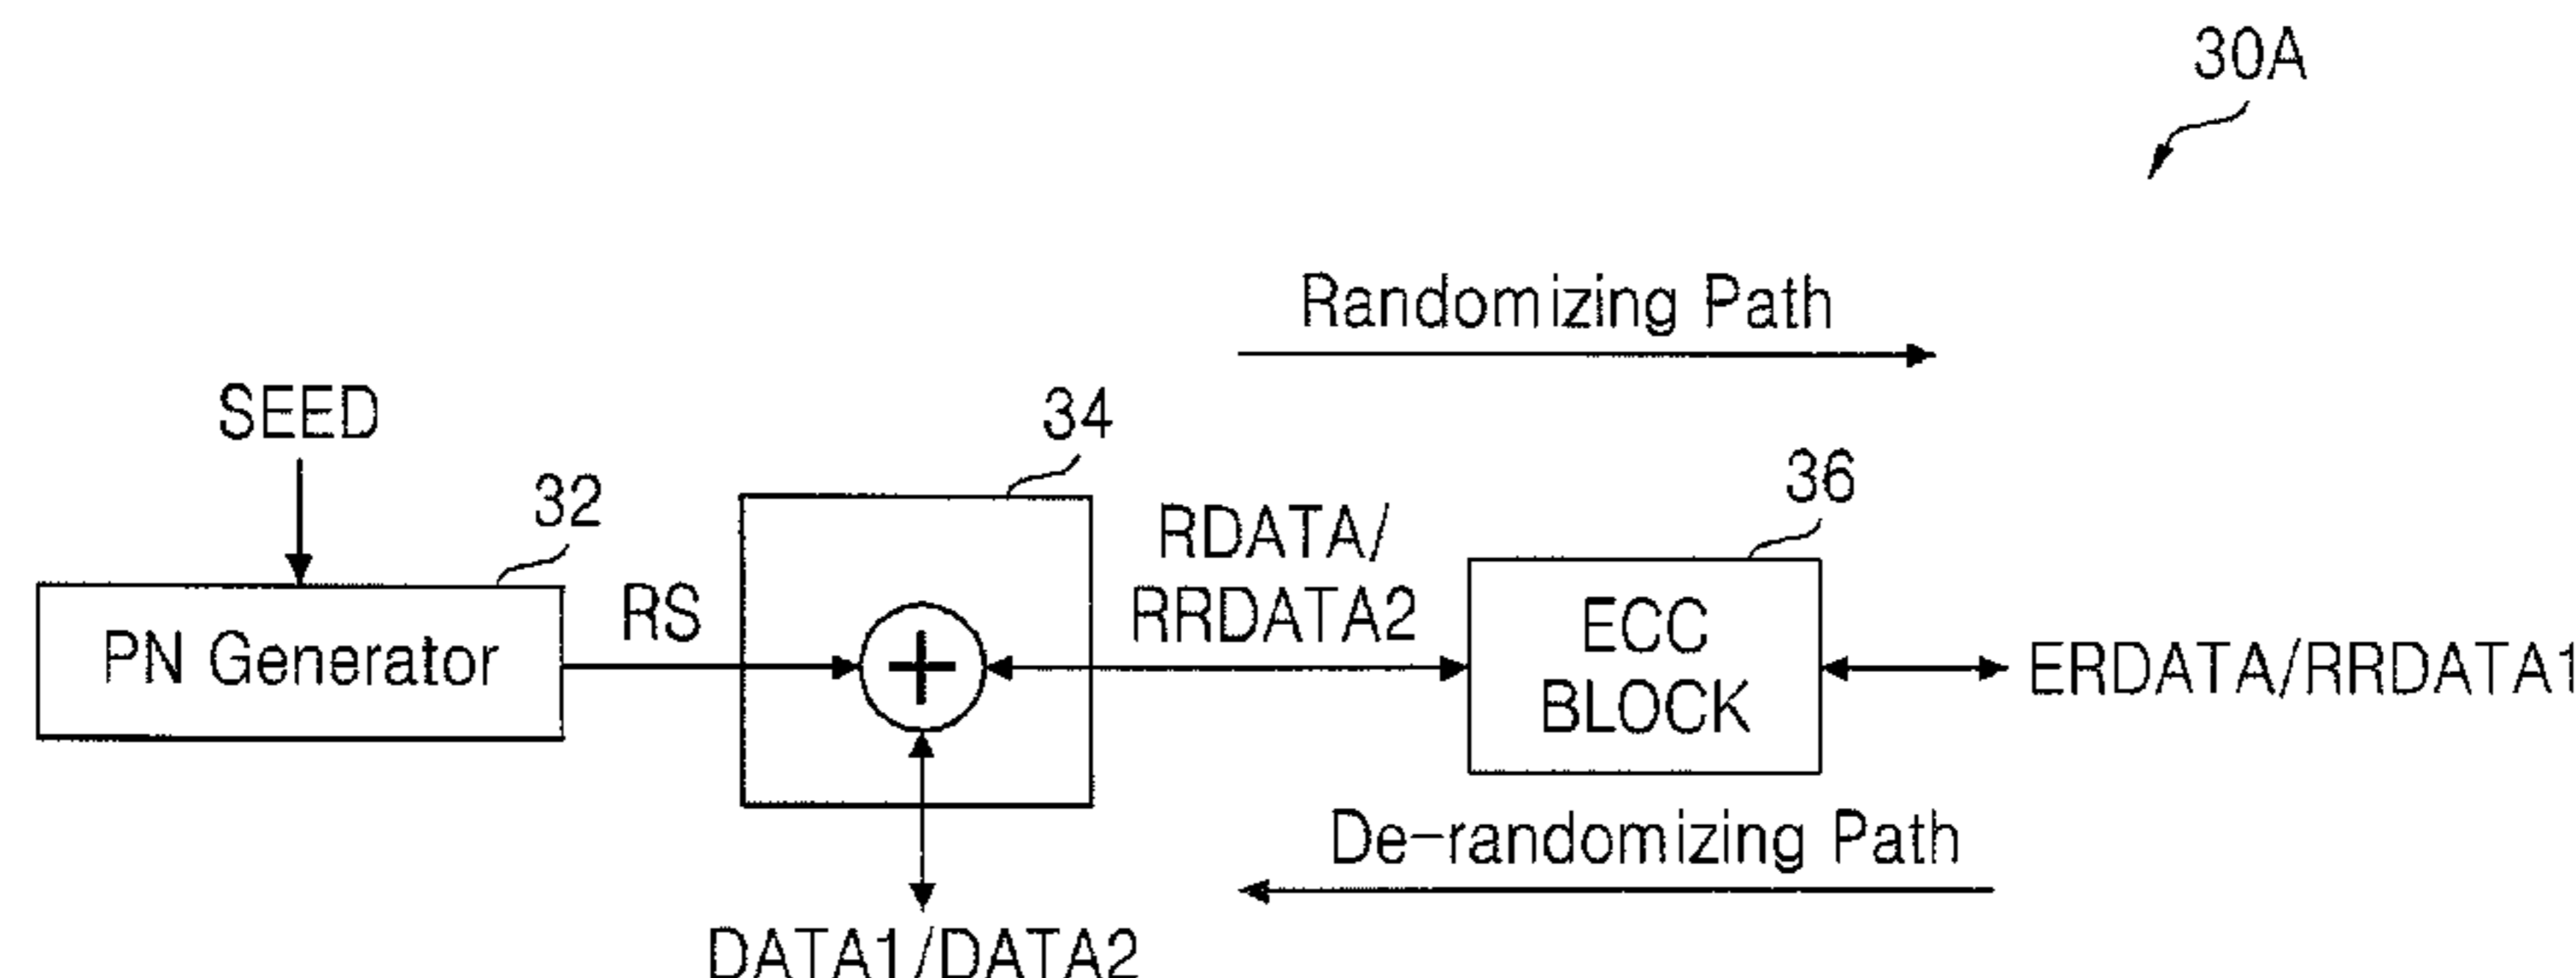 30A
Randomizing Path
SEED
34
32
36
RDATA/
RRDATA2
RS
PN Generator
ECC
BLOCK
ERDATA/RRDATA1
De-randomizing Path
DATA1/DATA2